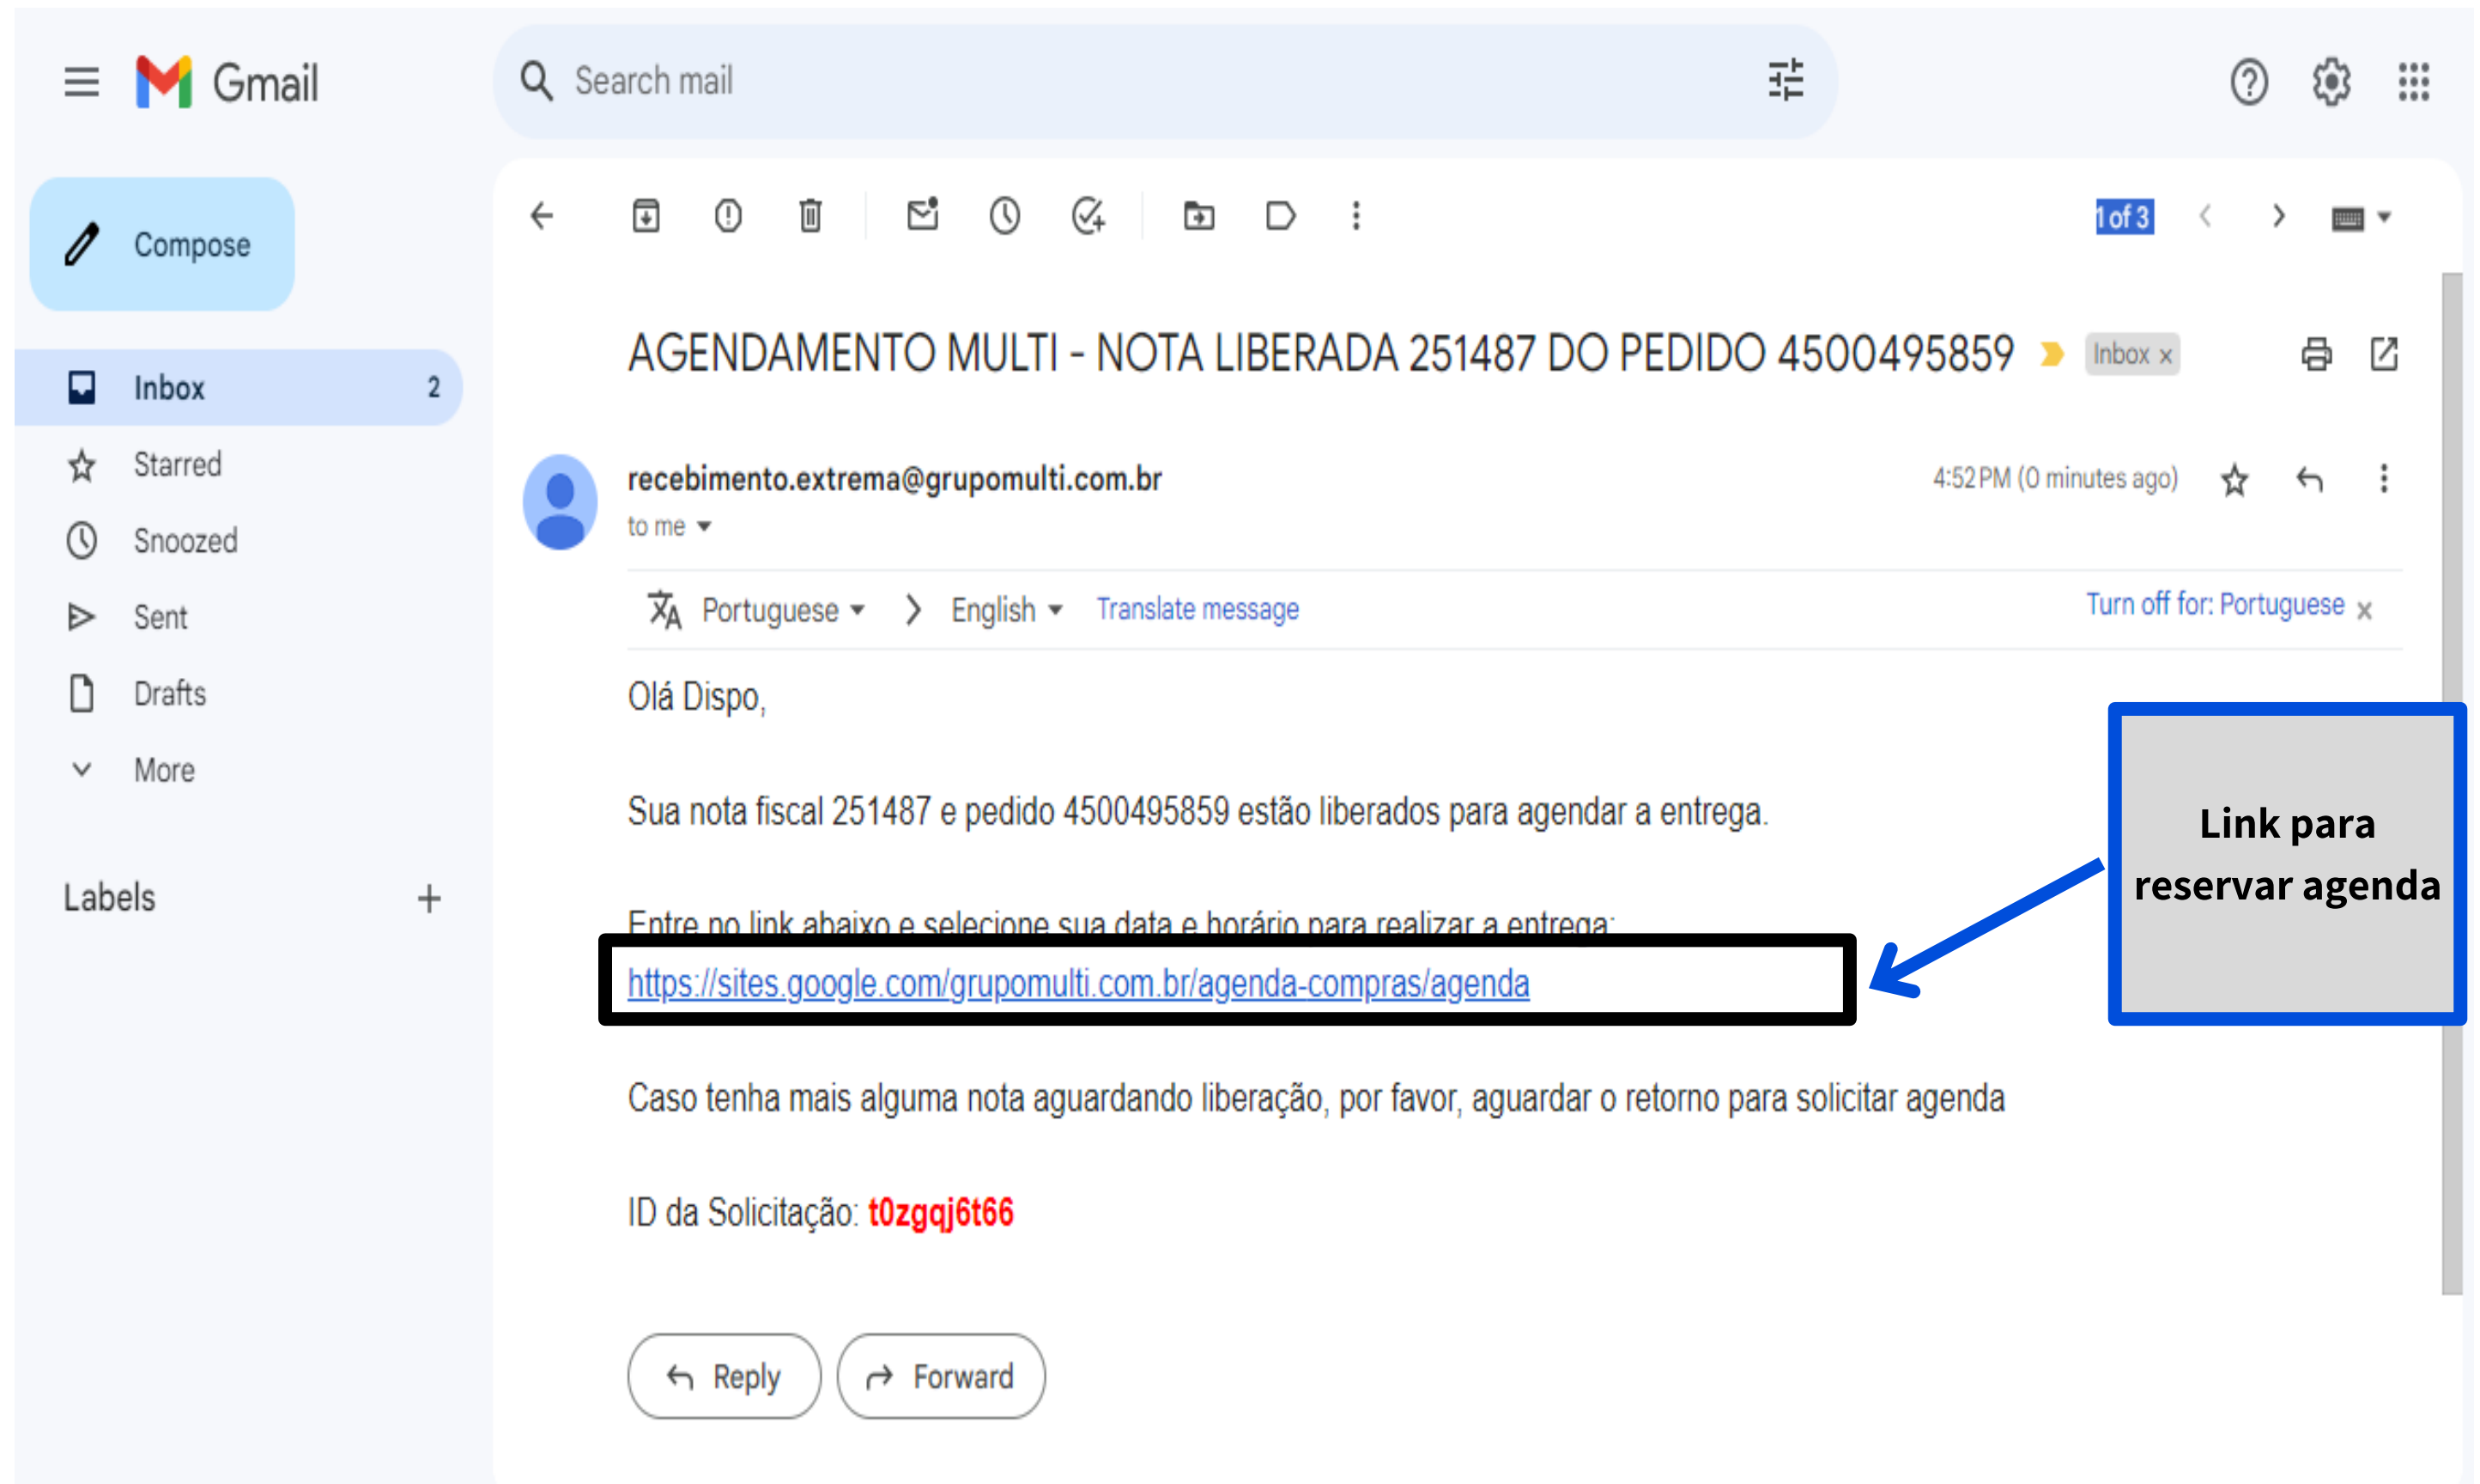 Gmail
Search mail
Compose
1 of 3
Inbox 2
Starred
Snoozed
Sent
Drafts
More
Labels
AGENDAMENTO MULTI - NOTA LIBERADA 251487 DO PEDIDO 4500495859
Inbox x
recebimento.extrema@grupomulti.com.br
4:52 PM (0 minutes ago)
to me
Portuguese > English Translate message
Turn off for: Portuguese x
Olá Dispo,
Sua nota fiscal 251487 e pedido 4500495859 estão liberados para agendar a entrega.
Entre no link abaixo e selecione sua data e horário para realizar a entrega:
https://sites.google.com/grupomulti.com.br/agenda-compras/agenda
Link para
reservar agenda
Caso tenha mais alguma nota aguardando liberação, por favor, aguardar o retorno para solicitar agenda
ID da Solicitação: t0zgqj6t66
Reply
Forward